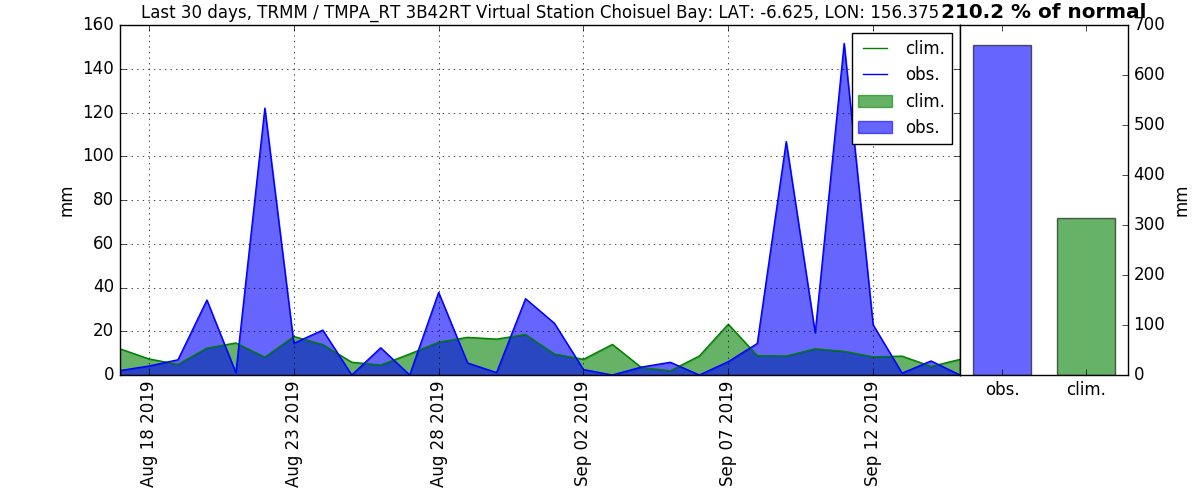 Last 30 days, TRMM / TMPA_RT 3B42RT Virtual Station Choisuel Bay: LAT: -6.625, LON: 156.375
210.2 % of normal
160
140
120
100
80
60
40
20
0
mm
clim.
obs.
clim.
obs.
Aug 18 2019
Aug 23 2019
Aug 28 2019
Sep 02 2019
Sep 07 2019
Sep 12 2019
700
600
500
400
300
200
100
0
mm
obs.
clim.